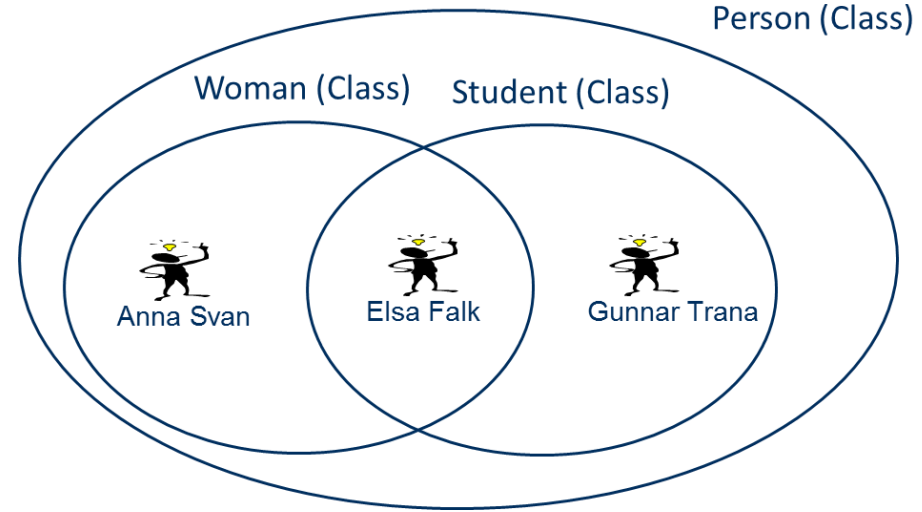 Person (Class)
Woman (Class)
Student (Class)
Anna Svan
Elsa Falk
Gunnar Trana